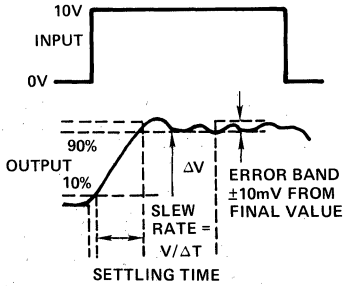 10V
INPUT
0V
90%
OUTPUT
10%
ΔV
SLEW
RATE =
V/ΔT
ERROR BAND
±10mV FROM
FINAL VALUE
SETTLING TIME